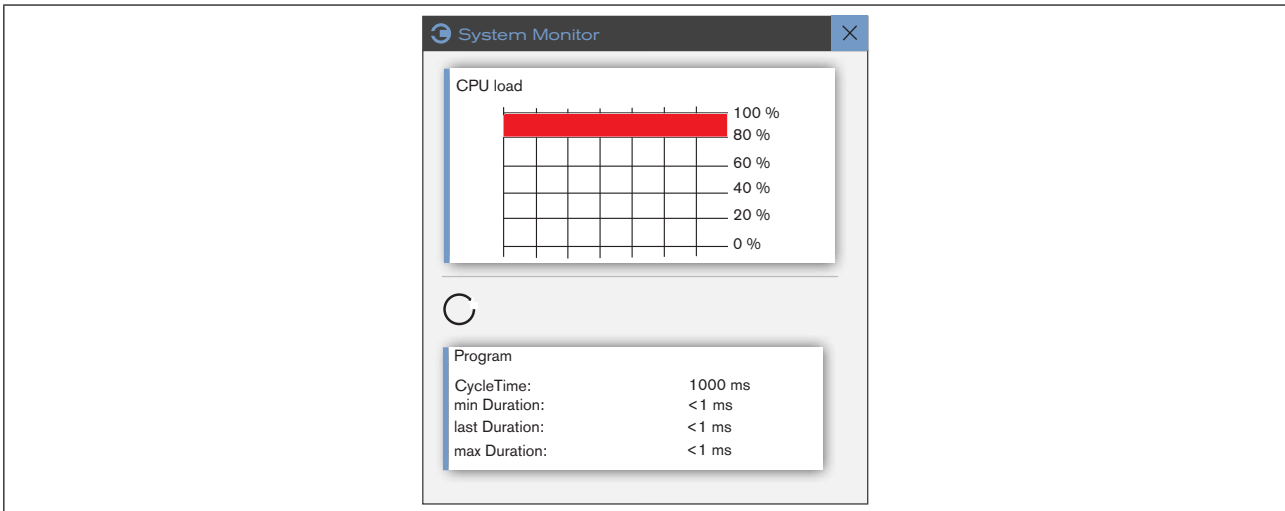 System Monitor
CPU load
100 %
80 %
60 %
40 %
20 %
0 %
Program
CycleTime: 1000 ms
min Duration: <1 ms
last Duration: <1 ms
max Duration: <1 ms